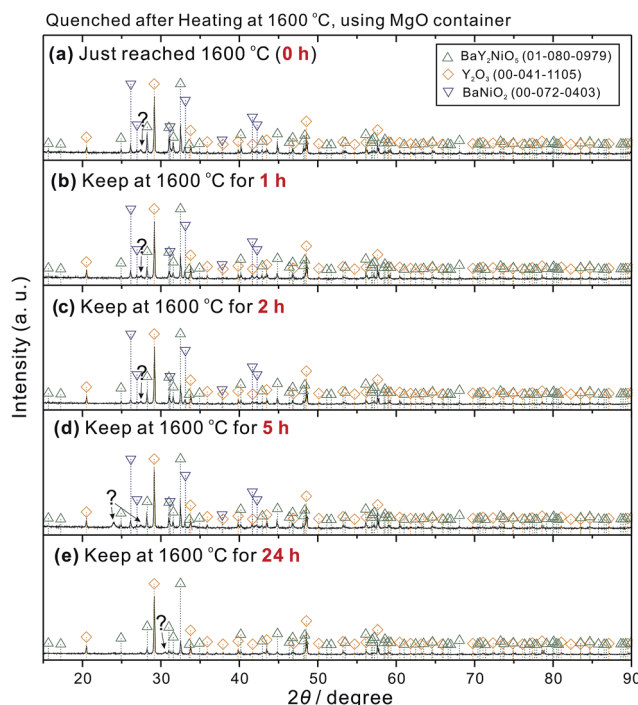 Quenched after Heating at 1600 °C, using MgO container
(a) Just reached 1600 °C (0 h)
BaY₂NiO₅ (01-080-0979)
Y₂O₃ (00-041-1105)
BaNiO₂ (00-072-0403)
?
(b) Keep at 1600 °C for 1 h
?
(c) Keep at 1600 °C for 2 h
?
(d) Keep at 1600 °C for 5 h
?
(e) Keep at 1600 °C for 24 h
?
Intensity (a. u.)
20 30 40 50 60 70 80 90
2θ / degree